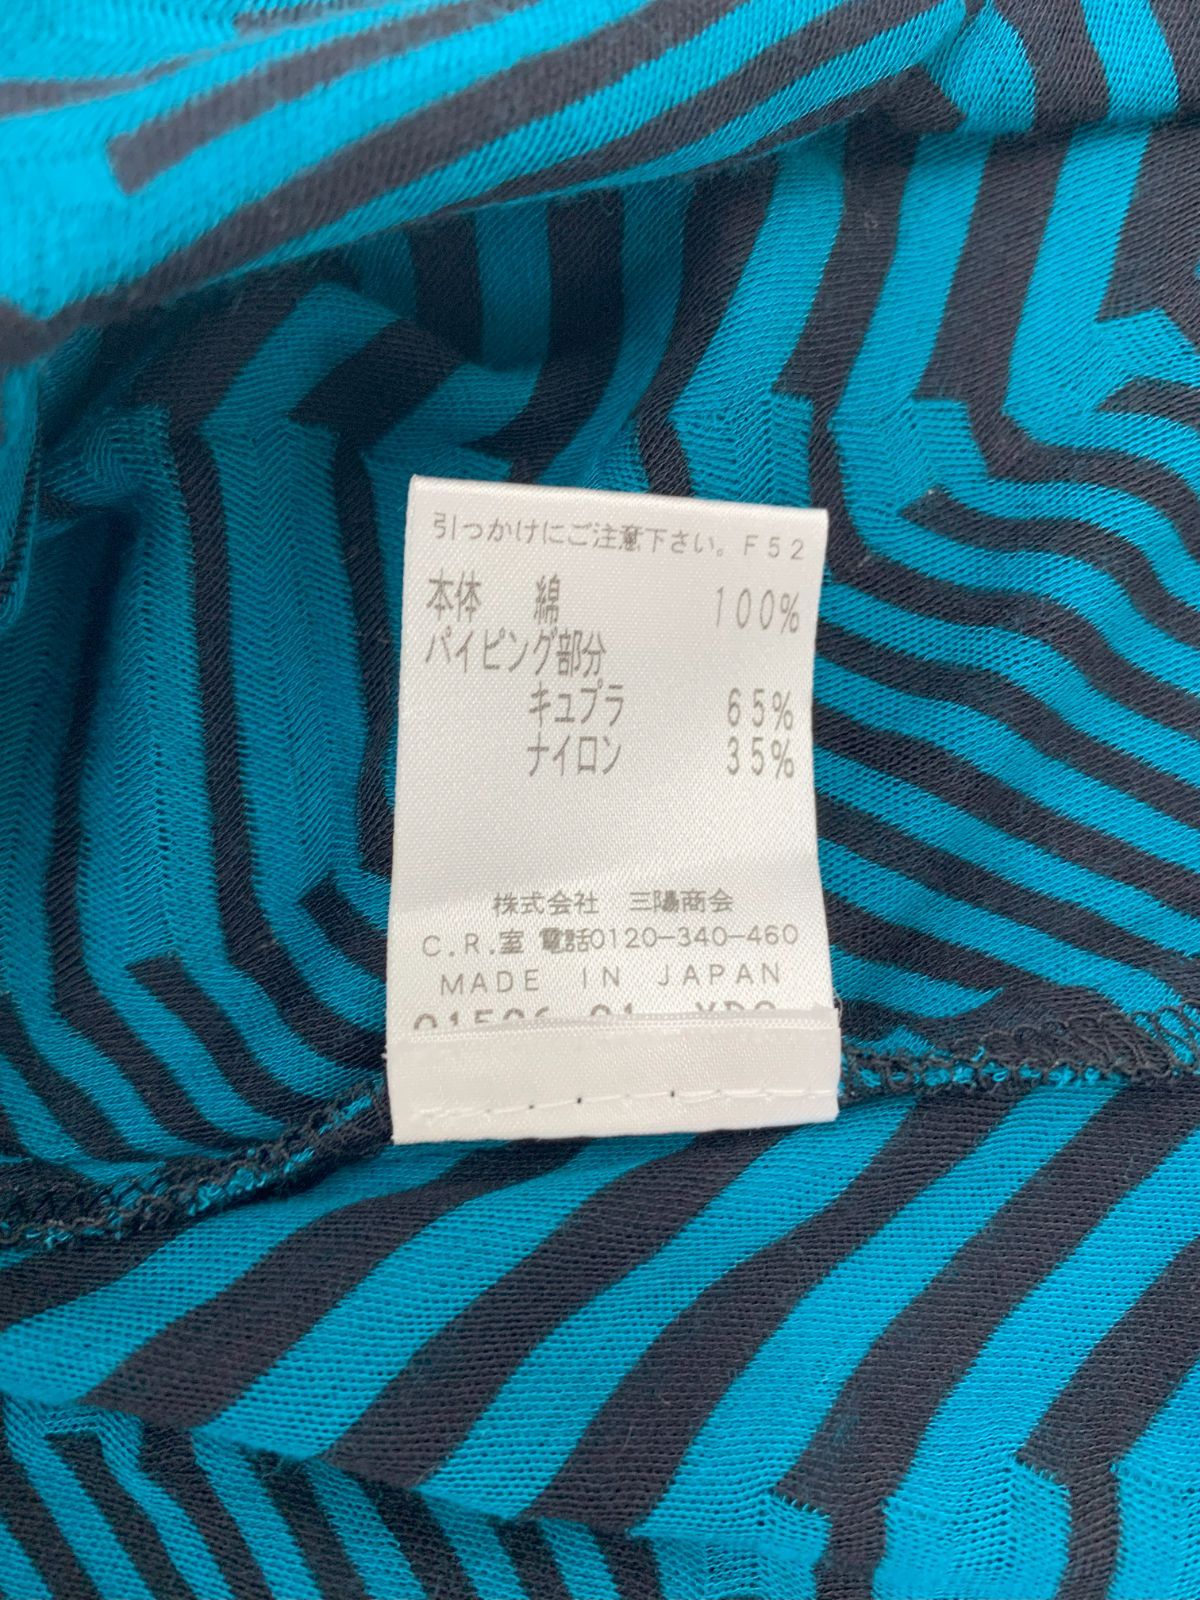 引っかけにご注意下さい。F52
本体 綿 100%
パイピング部分
キュプラ 65%
ナイロン 35%
株式会社 三陽商会
C.R.室 電話0120-340-460
MADE IN JAPAN